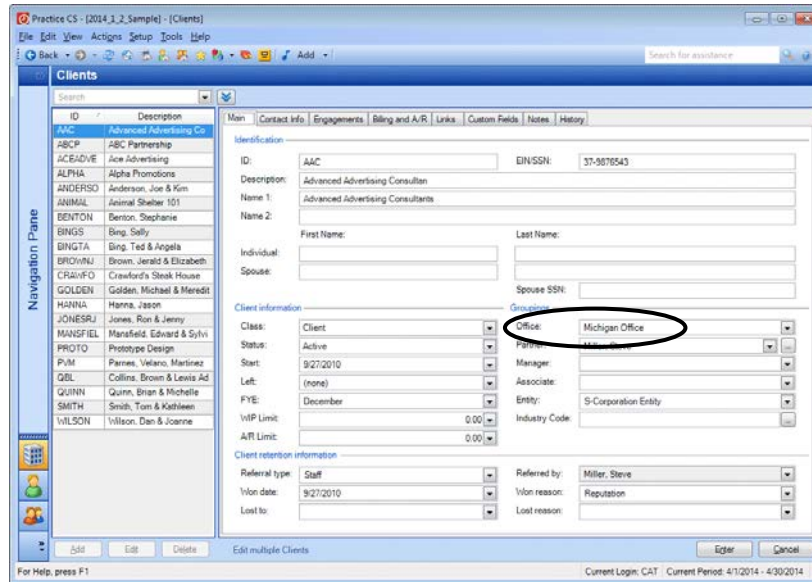 Practice CS - [2014_1_2_Sample] - [Clients]
File Edit View Actions Setup Tools Help
Back Add Search for assistance
Clients
Navigation Pane
Search
ID Description
AAC Advanced Advertising Co
ABCP ABC Partnership
ACEADVE Ace Advertising
ALPHA Alpha Promotions
ANDERSO Anderson, Joe & Kim
ANIMAL Animal Shelter 101
BENTON Benton, Stephanie
BINGS Bing, Sally
BINGTA Bing, Ted & Angela
BROWNJ Brown, Jerald & Elizabeth
CRAWFO Crawford's Steak House
GOLDEN Golden, Michael & Meredit
HANNA Hanna, Jason
JONESRJ Jones, Ron & Jenny
MANSFIEL Mansfield, Edward & Sylvi
PROTO Prototype Design
PVM Parnes, Velano, Martinez
QBL Collins, Brown & Lewis Ad
QUINN Quinn, Brian & Michelle
SMITH Smith, Tom & Kathleen
WILSON Wilson, Dan & Joanne
Add Edit Delete
Main Contact Info Engagements Billing and A/R Links Custom Fields Notes History
Identification
ID: AAC EIN/SSN: 37-9876543
Description: Advanced Advertising Consultan
Name 1: Advanced Advertising Consultants
Name 2:
First Name: Last Name:
Individual:
Spouse:
Spouse SSN:
Client information Groupings
Class: Client Office: Michigan Office
Status: Active Partner: Miller, Steve
Start: 9/27/2010 Manager:
Left: (none) Associate:
FYE: December Entity: S-Corporation Entity
WIP Limit: 0.00 Industry Code:
A/R Limit: 0.00
Client retention information
Referral type: Staff Referred by: Miller, Steve
Won date: 9/27/2010 Won reason: Reputation
Lost to: Lost reason:
Edit multiple Clients Enter Cancel
For Help, press F1 Current Login: CAT Current Period: 4/1/2014 - 4/30/2014